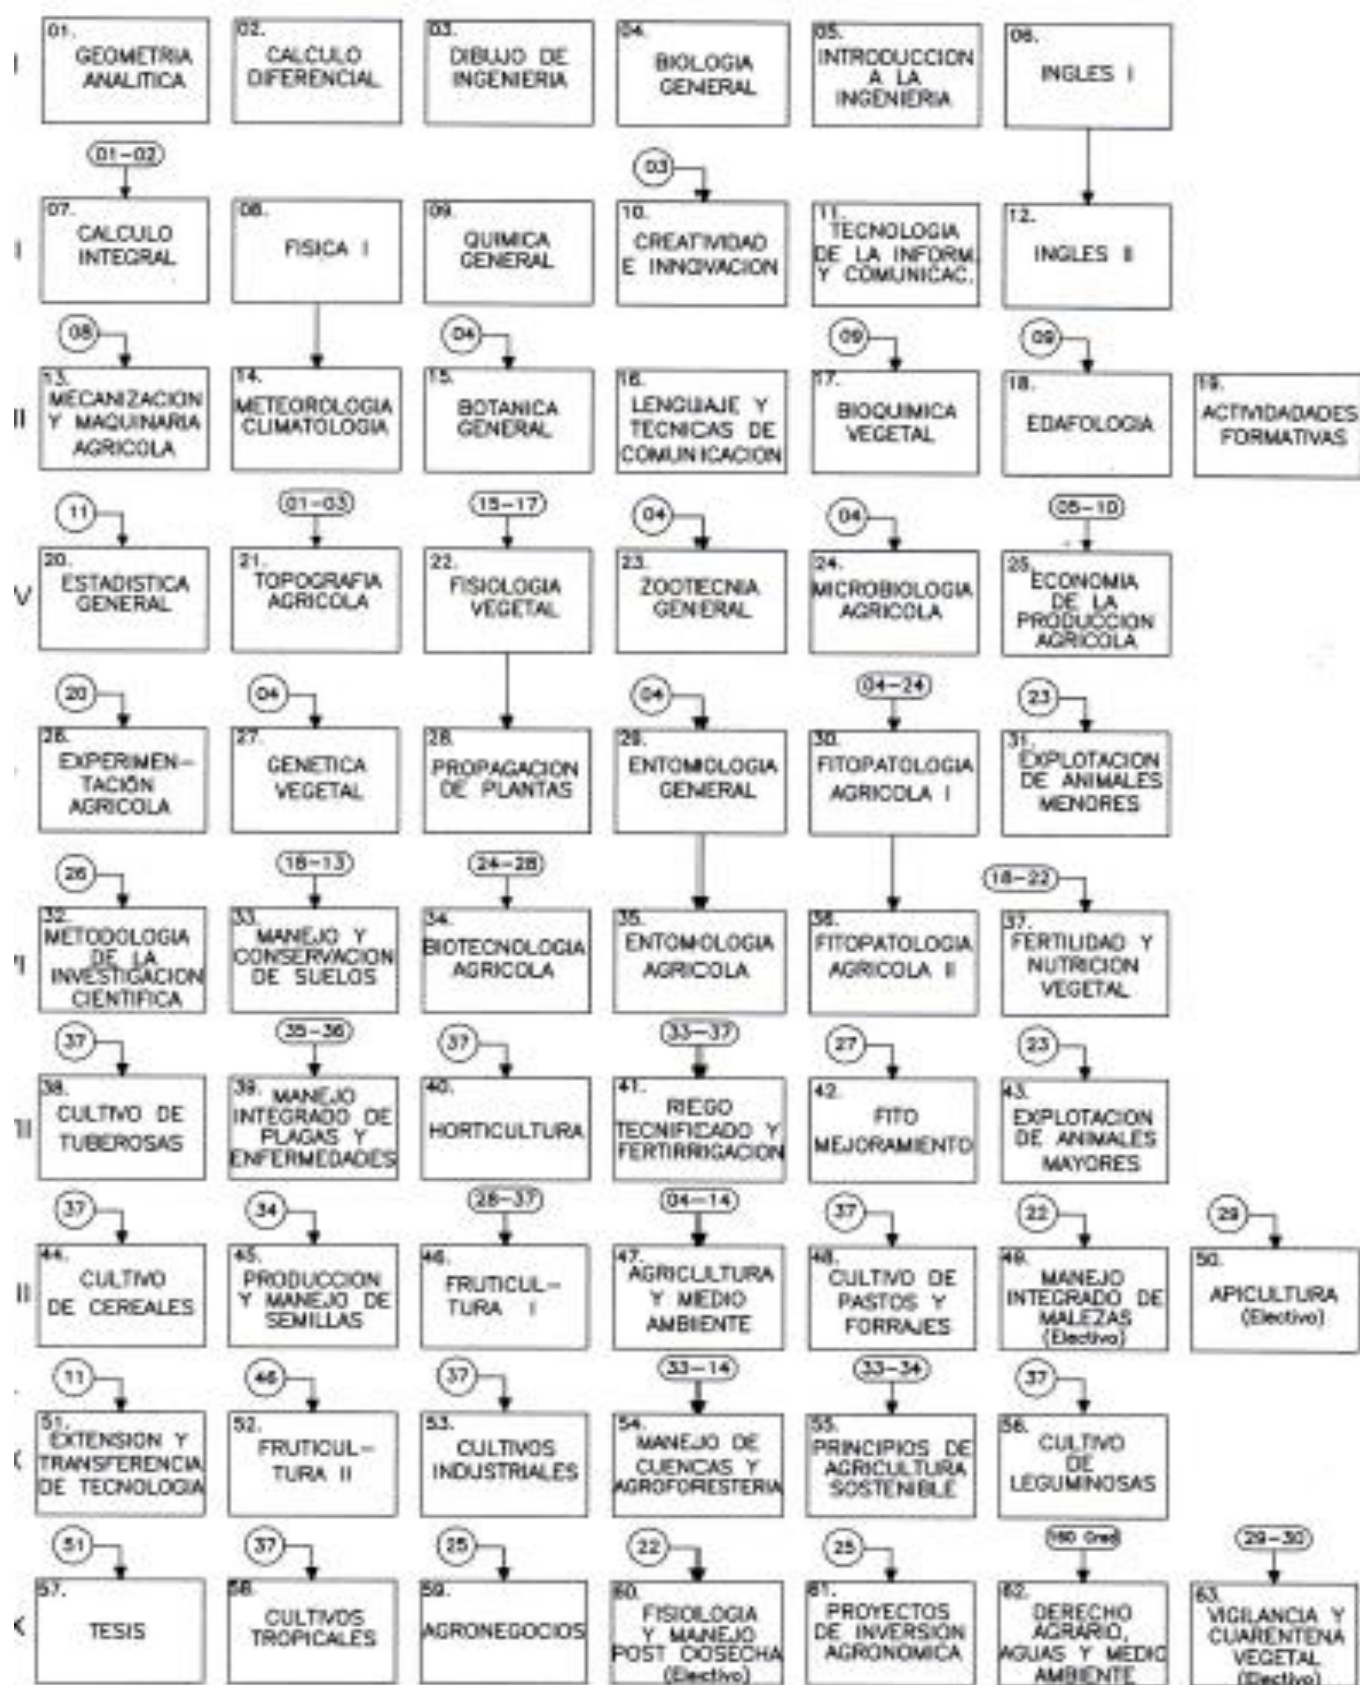 01.
GEOMETRIA
ANALITICA
02.
CALCULO
DIFERENCIAL
03.
DIBUJO DE
INGENIERIA
04.
BIOLOGIA
GENERAL
05.
INTRODUCCION
A LA
INGENIERIA
06.
INGLES I
01-02
03
07.
CALCULO
INTEGRAL
08.
FISICA I
09.
QUIMICA
GENERAL
10.
CREATIVIDAD
E INNOVACION
11.
TECNOLOGIA
DE LA INFORM.
Y COMUNICAC.
12.
INGLES II
08
04
09
09
13.
MECANIZACION
Y MAQUINARIA
AGRICOLA
14.
METEOROLOGIA
CLIMATOLOGIA
15.
BOTANICA
GENERAL
16.
LENGUAJE Y
TECNICAS DE
COMUNICACION
17.
BIOQUIMICA
VEGETAL
18.
EDAFOLOGIA
19.
ACTIVIDADADES
FORMATIVAS
11
01-03
15-17
04
04
05-10
20.
ESTADISTICA
GENERAL
21.
TOPOGRAFIA
AGRICOLA
22.
FISIOLOGIA
VEGETAL
23.
ZOOTECNIA
GENERAL
24.
MICROBIOLOGIA
AGRICOLA
25.
ECONOMIA
DE LA
PRODUCCION
AGRICOLA
20
04
04
04-24
23
26.
EXPERIMEN-
TACIÓN
AGRICOLA
27.
GENETICA
VEGETAL
28.
PROPAGACION
DE PLANTAS
29.
ENTOMOLOGIA
GENERAL
30.
FITOPATOLOGIA
AGRICOLA I
31.
EXPLOTACION
DE ANIMALES
MENORES
26
18-13
24-28
18-22
32.
METODOLOGIA
DE LA
INVESTIGACION
CIENTIFICA
33.
MANEJO Y
CONSERVACION
DE SUELOS
34.
BIOTECNOLOGIA
AGRICOLA
35.
ENTOMOLOGIA
AGRICOLA
36.
FITOPATOLOGIA
AGRICOLA II
37.
FERTILIDAD Y
NUTRICION
VEGETAL
37
35-36
37
33-37
27
23
38.
CULTIVO DE
TUBEROSAS
39.
MANEJO
INTEGRADO DE
PLAGAS Y
ENFERMEDADES
40.
HORTICULTURA
41.
RIEGO
TECNIFICADO Y
FERTIRRIGACION
42.
FITO
MEJORAMIENTO
43.
EXPLOTACION
DE ANIMALES
MAYORES
37
34
28-37
04-14
37
22
29
44.
CULTIVO
DE CEREALES
45.
PRODUCCION
Y MANEJO DE
SEMILLAS
46.
FRUTICUL-
TURA I
47.
AGRICULTURA
Y MEDIO
AMBIENTE
48.
CULTIVO DE
PASTOS Y
FORRAJES
49.
MANEJO
INTEGRADO DE
MALEZAS
(Electivo)
50.
APICULTURA
(Electivo)
11
46
37
33-14
33-34
37
51.
EXTENSION Y
TRANSFERENCIA
DE TECNOLOGIA
52.
FRUTICUL-
TURA II
53.
CULTIVOS
INDUSTRIALES
54.
MANEJO DE
CUENCAS Y
AGROFORESTERIA
55.
PRINCIPIOS DE
AGRICULTURA
SOSTENIBLE
56.
CULTIVO
DE
LEGUMINOSAS
51
37
25
22
25
29-30
57.
TESIS
58.
CULTIVOS
TROPICALES
59.
AGRONEGOCIOS
60.
FISIOLOGIA
Y MANEJO
POST COSECHA
(Electivo)
61.
PROYECTOS
DE INVERSION
AGRONOMICA
62.
DERECHO
AGRARIO,
AGUAS Y MEDIO
AMBIENTE
63.
VIGILANCIA Y
CUARENTENA
VEGETAL
(Electivo)